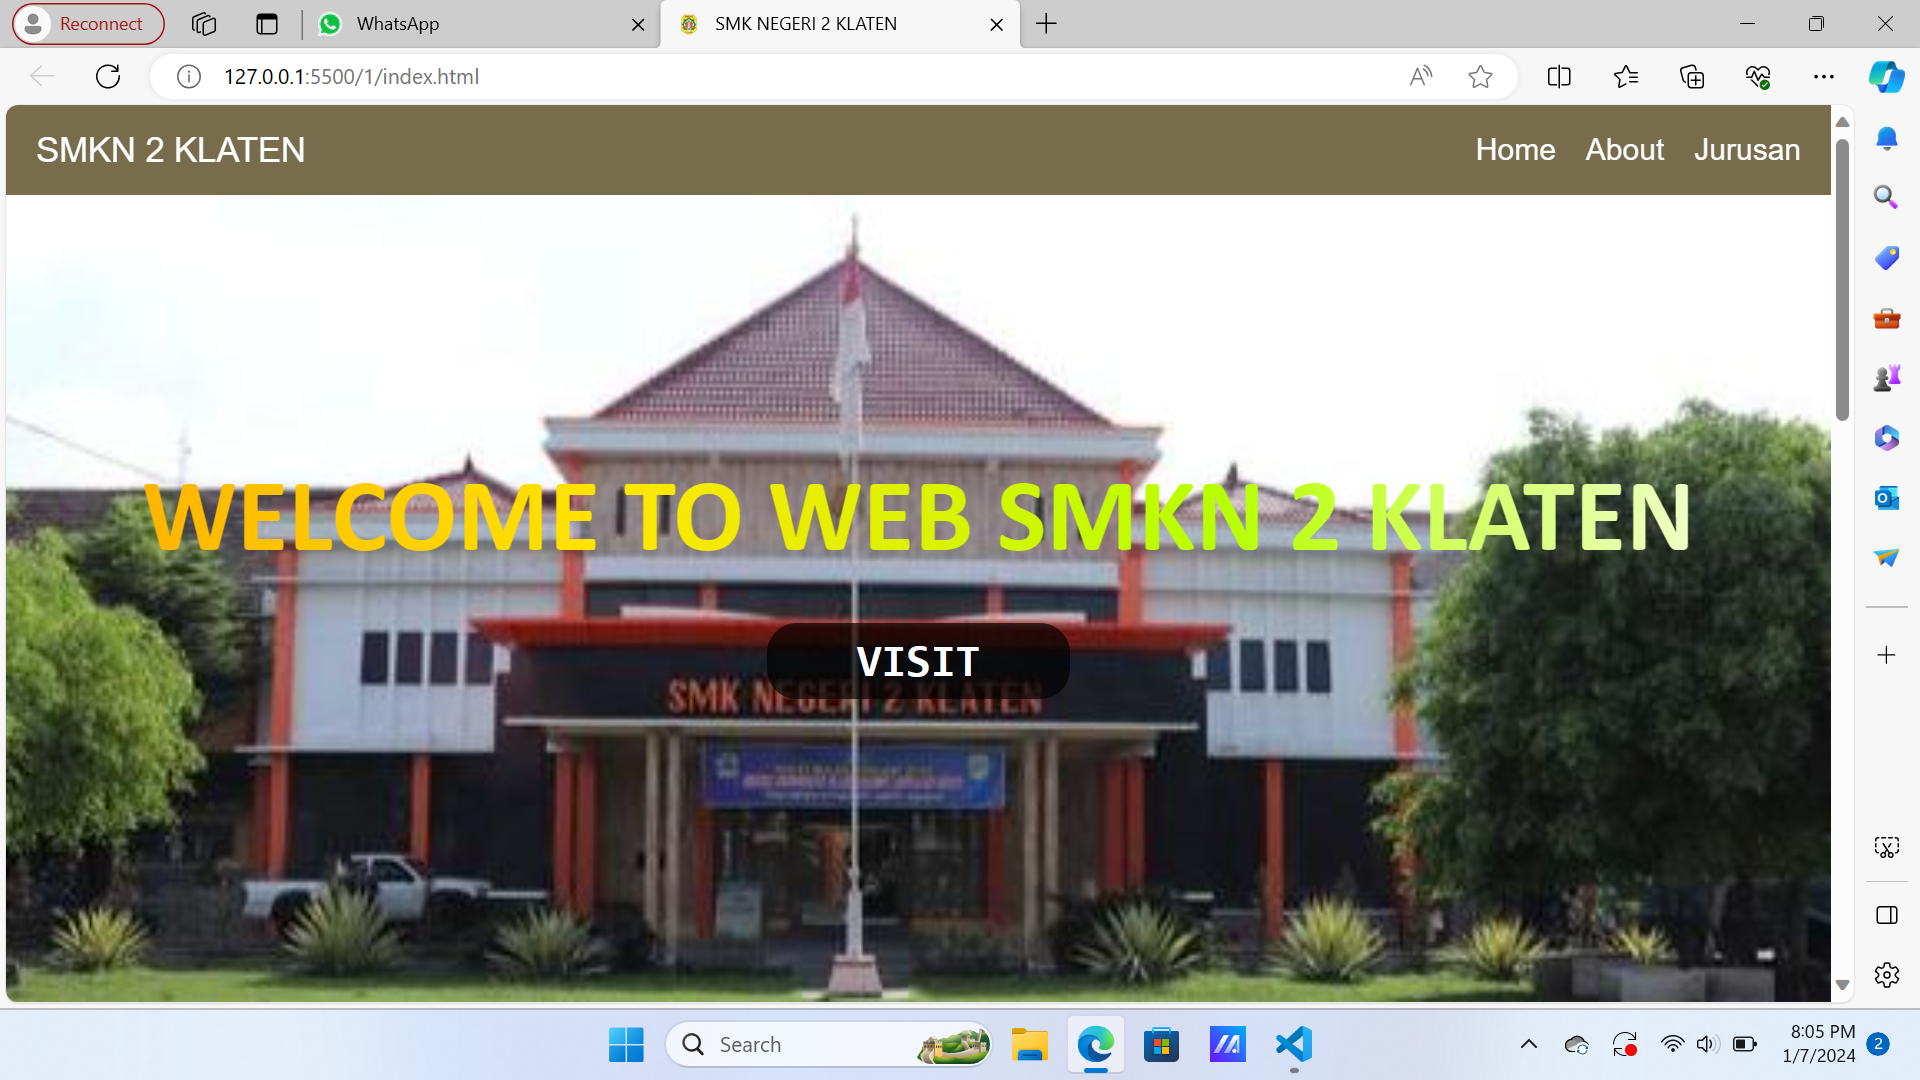 Reconnect
WhatsApp
SMK NEGERI 2 KLATEN
127.0.0.1:5500/1/index.html
SMKN 2 KLATEN
Home About Jurusan
WELCOME TO WEB SMKN 2 KLATEN
VISIT
SMK NEGERI 2 KLATEN
Search
8:05 PM
1/7/2024
2